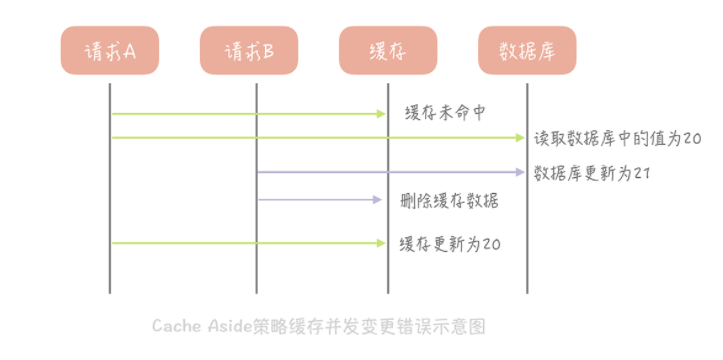 请求A
请求B
缓存
数据库
缓存未命中
读取数据库中的值为20
数据库更新为21
删除缓存数据
缓存更新为20
Cache Aside策略缓存并发变更错误示意图